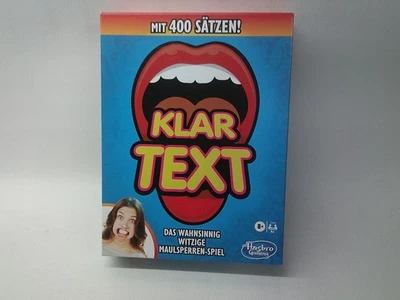 MIT 400 SÄTZEN!
KLAR
TEXT
DAS WAHNSINNIG
WITZIGE
MAULSPERREN-SPIEL
Hasbro
Gaming